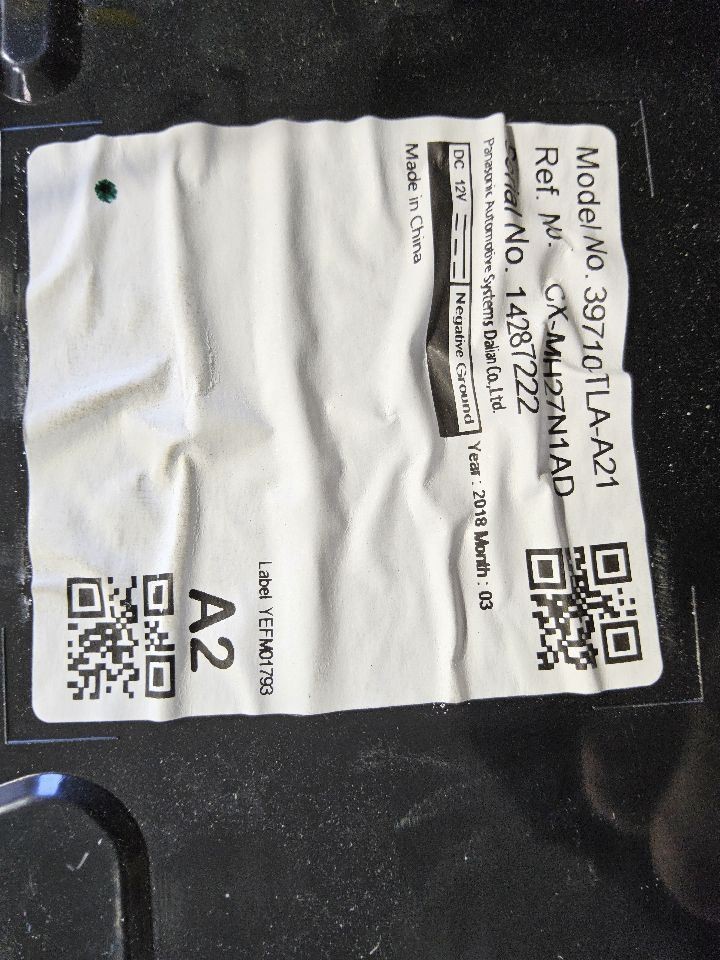 Model No. 39710TLA-A21
Ref. No. CX-MH27N1AD
Serial No. 14287222
Panasonic Automotive Systems Dalian Co.,Ltd.
Year : 2018 Month : 03
DC 12V Negative Ground
Made in China
Label YEFM01793
A2